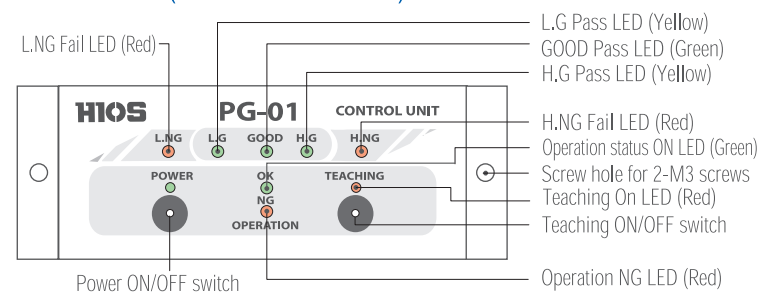 L.G Pass LED (Yellow)
L.NG Fail LED (Red)
GOOD Pass LED (Green)
H.G Pass LED (Yellow)
HIOS PG-01 CONTROL UNIT
L.NG L.G GOOD H.G H.NG
H.NG Fail LED (Red)
Operation status ON LED (Green)
POWER OK TEACHING
Screw hole for 2-M3 screws
Teaching On LED (Red)
NG
Teaching ON/OFF switch
OPERATION
Power ON/OFF switch
Operation NG LED (Red)